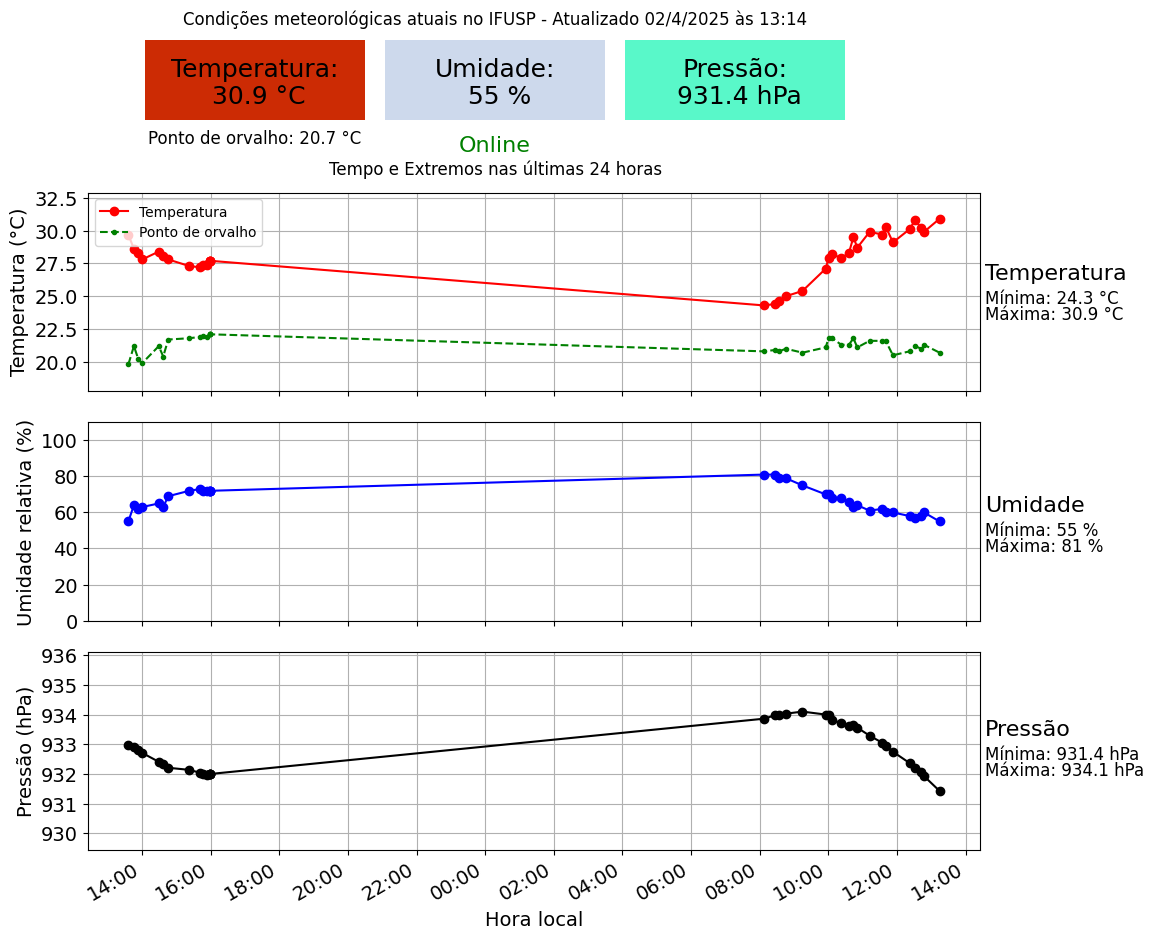 Condições meteorológicas atuais no IFUSP - Atualizado 02/4/2025 às 13:14
Temperatura:
30.9 °C
Umidade:
55 %
Pressão:
931.4 hPa
Ponto de orvalho: 20.7 °C
Online
Tempo e Extremos nas últimas 24 horas
Temperatura (°C)
32.5
30.0
27.5
25.0
22.5
20.0
Temperatura
Ponto de orvalho
Temperatura
Mínima: 24.3 °C
Máxima: 30.9 °C
Umidade relativa (%)
100
80
60
40
20
0
Umidade
Mínima: 55 %
Máxima: 81 %
Pressão (hPa)
936
935
934
933
932
931
930
Pressão
Mínima: 931.4 hPa
Máxima: 934.1 hPa
14:00 16:00 18:00 20:00 22:00 00:00 02:00 04:00 06:00 08:00 10:00 12:00 14:00
Hora local